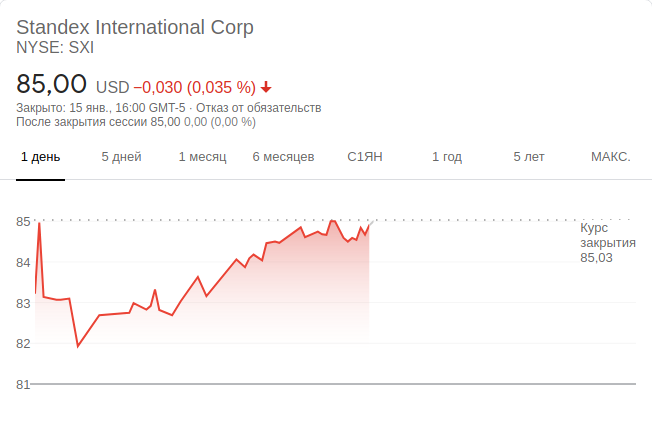 Standex International Corp
NYSE: SXI
85,00 USD −0,030 (0,035 %)
Закрыто: 15 янв., 16:00 GMT-5 · Отказ от обязательств
После закрытия сессии 85,00 0,00 (0,00 %)
1 день 5 дней 1 месяц 6 месяцев С1ЯН 1 год 5 лет МАКС.
85
Курс
закрытия
85,03
84
83
82
81